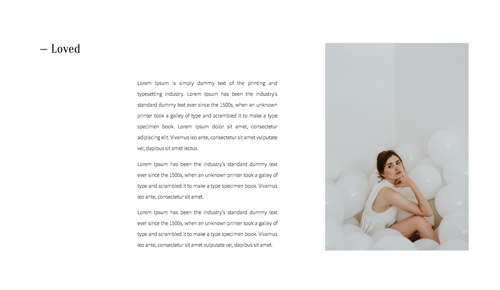 – Loved
Lorem Ipsum is simply dummy text of the printing and
typesetting industry. Lorem Ipsum has been the industry's
standard dummy text ever since the 1500s, when an unknown
printer took a galley of type and scrambled it to make a type
specimen book. Lorem ipsum dolor sit amet, consectetur
adipiscing elit. Vivamus leo ante, consectetur sit amet vulputate
vel, dapibus sit amet lectus.
Lorem Ipsum has been the industry's standard dummy text
ever since the 1500s, when an unknown printer took a galley of
type and scrambled it to make a type specimen book. Vivamus
leo ante, consectetur sit amet.
Lorem Ipsum has been the industry's standard dummy text
ever since the 1500s, when an unknown printer took a galley of
type and scrambled it to make a type specimen book. Vivamus
leo ante, consectetur sit amet vulputate vel, dapibus sit amet.